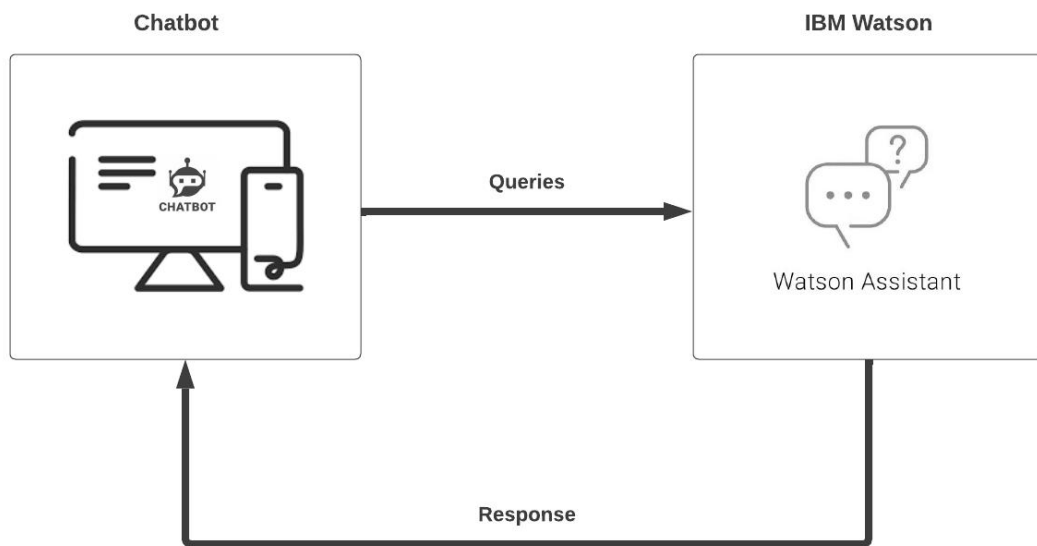 Chatbot
IBM Watson
CHATBOT
Queries
?
Watson Assistant
Response